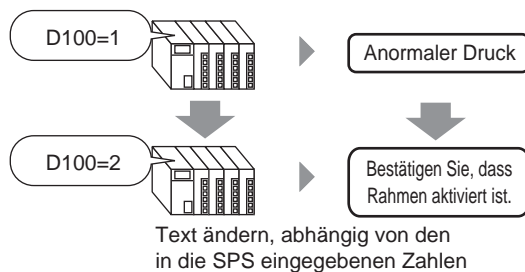 D100=1
Anormaler Druck
D100=2
Bestätigen Sie, dass
Rahmen aktiviert ist.
Text ändern, abhängig von den
in die SPS eingegebenen Zahlen